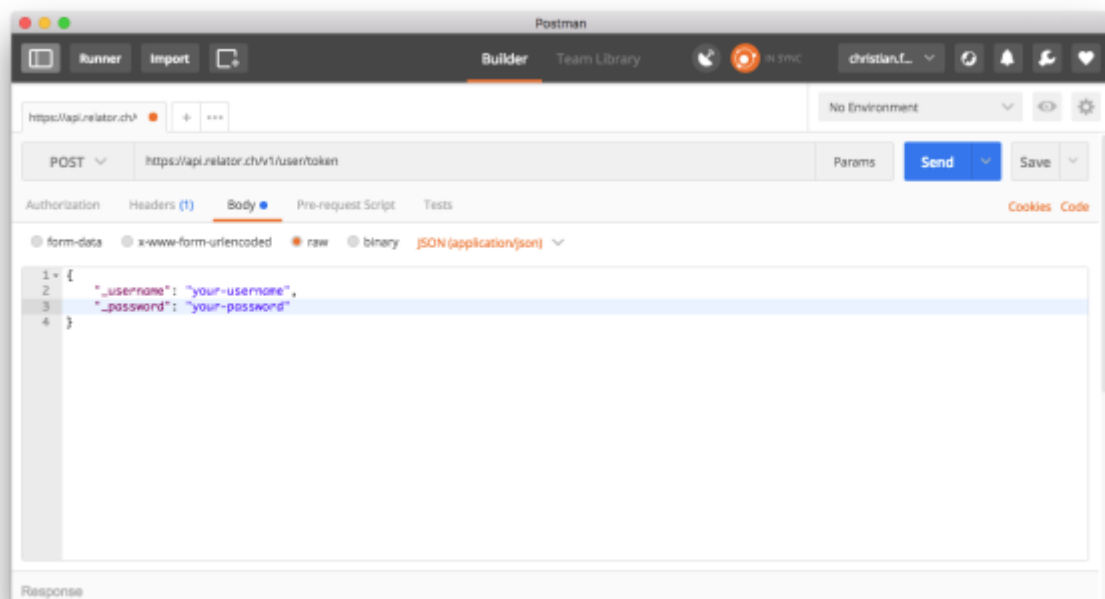 Postman
Runner Import Builder Team Library IN SYNC christian.f...
https://api.relator.ch/ + ••• No Environment
POST https://api.relator.ch/v1/user/token Params Send Save
Authorization Headers (1) Body Pre-request Script Tests Cookies Code
form-data x-www-form-urlencoded raw binary JSON (application/json)
1 {
2 "_username": "your-username",
3 "_password": "your-password"
4 }
Response